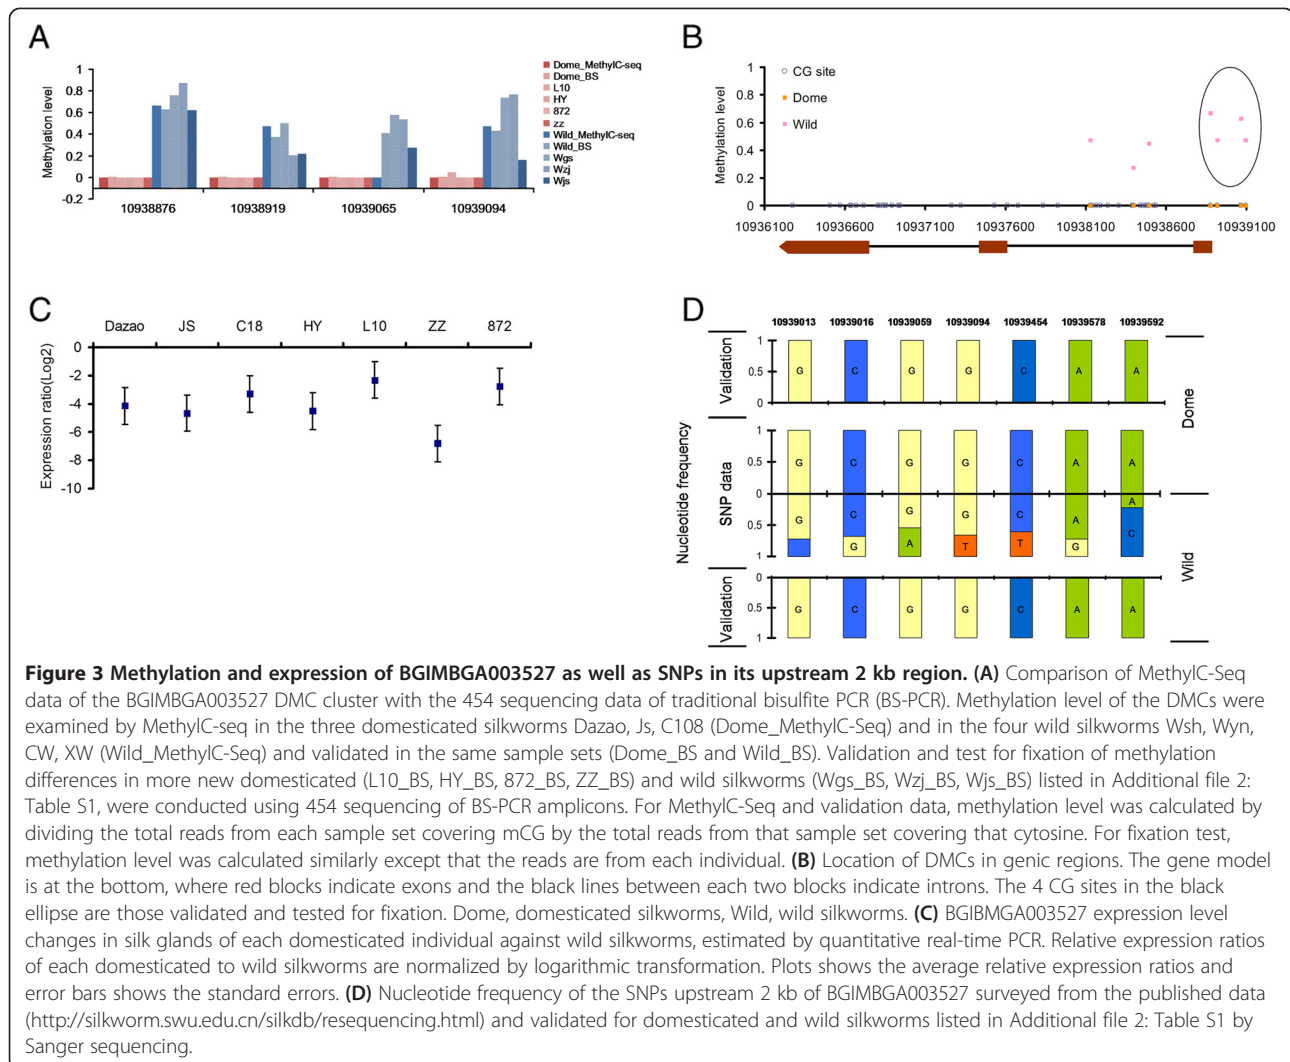 A
Methylation level
1
0.8
0.6
0.4
0.2
0
-0.2
10938876 10938919 10939065 10939094
Dome_MethylC-seq
Dome_BS
L10
HY
872
zz
Wild_MethylC-seq
Wild_BS
Wgs
Wzj
Wjs
B
Methylation level
1
0.8
0.6
0.4
0.2
0
CG site
Dome
Wild
10936100 10936600 10937100 10937600 10938100 10938600 10939100
C
Dazao JS C18 HY L10 ZZ 872
Expression ratio(Log2)
0
-2
-4
-6
-8
-10
D
10939013 10939016 10939059 10939094 10939454 10939578 10939592
Nucleotide frequency
Validation
1
0.5
0
G C G G C A A
Dome
SNP data
1
0.5
0
0.5
1
G C G G C A A
G C G G C A A
G A T T G C
Wild
Validation
0
0.5
1
G C G G C A A
Figure 3 Methylation and expression of BGIMBGA003527 as well as SNPs in its upstream 2 kb region. (A) Comparison of MethylC-Seq
data of the BGIMBGA003527 DMC cluster with the 454 sequencing data of traditional bisulfite PCR (BS-PCR). Methylation level of the DMCs were
examined by MethylC-seq in the three domesticated silkworms Dazao, Js, C108 (Dome_MethylC-Seq) and in the four wild silkworms Wsh, Wyn,
CW, XW (Wild_MethylC-Seq) and validated in the same sample sets (Dome_BS and Wild_BS). Validation and test for fixation of methylation
differences in more new domesticated (L10_BS, HY_BS, 872_BS, ZZ_BS) and wild silkworms (Wgs_BS, Wzj_BS, Wjs_BS) listed in Additional file 2:
Table S1, were conducted using 454 sequencing of BS-PCR amplicons. For MethylC-Seq and validation data, methylation level was calculated by
dividing the total reads from each sample set covering mCG by the total reads from that sample set covering that cytosine. For fixation test,
methylation level was calculated similarly except that the reads are from each individual. (B) Location of DMCs in genic regions. The gene model
is at the bottom, where red blocks indicate exons and the black lines between each two blocks indicate introns. The 4 CG sites in the black
ellipse are those validated and tested for fixation. Dome, domesticated silkworms, Wild, wild silkworms. (C) BGIBMGA003527 expression level
changes in silk glands of each domesticated individual against wild silkworms, estimated by quantitative real-time PCR. Relative expression ratios
of each domesticated to wild silkworms are normalized by logarithmic transformation. Plots shows the average relative expression ratios and
error bars shows the standard errors. (D) Nucleotide frequency of the SNPs upstream 2 kb of BGIMBGA003527 surveyed from the published data
(http://silkworm.swu.edu.cn/silkdb/resequencing.html) and validated for domesticated and wild silkworms listed in Additional file 2: Table S1 by
Sanger sequencing.